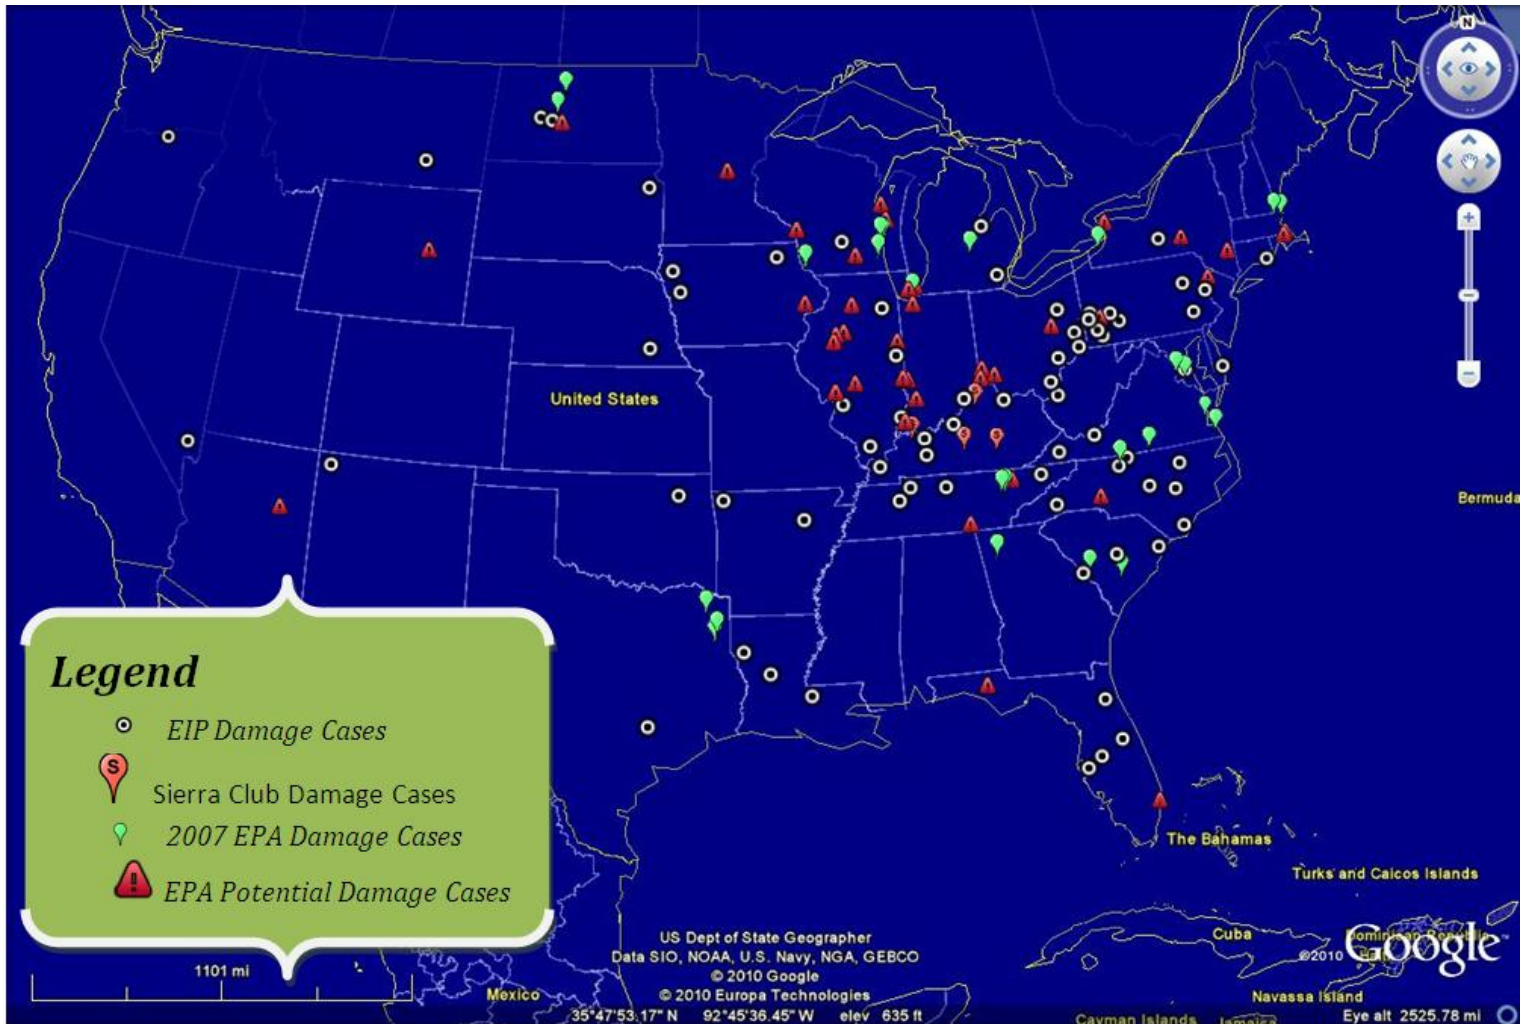 N
United States
Bermuda
Legend
EIP Damage Cases
S
Sierra Club Damage Cases
2007 EPA Damage Cases
EPA Potential Damage Cases
The Bahamas
Turks and Caicos Islands
US Dept of State Geographer
Data SIO, NOAA, U.S. Navy, NGA, GEBCO
© 2010 Google
© 2010 Europa Technologies
Cuba
Dominican Republic
©2010 Google
1101 mi
Mexico
Navassa Island
35°47'53.17" N 92°45'36.45" W elev 635 ft
Cayman Islands Jamaica
Eye alt 2525.78 mi